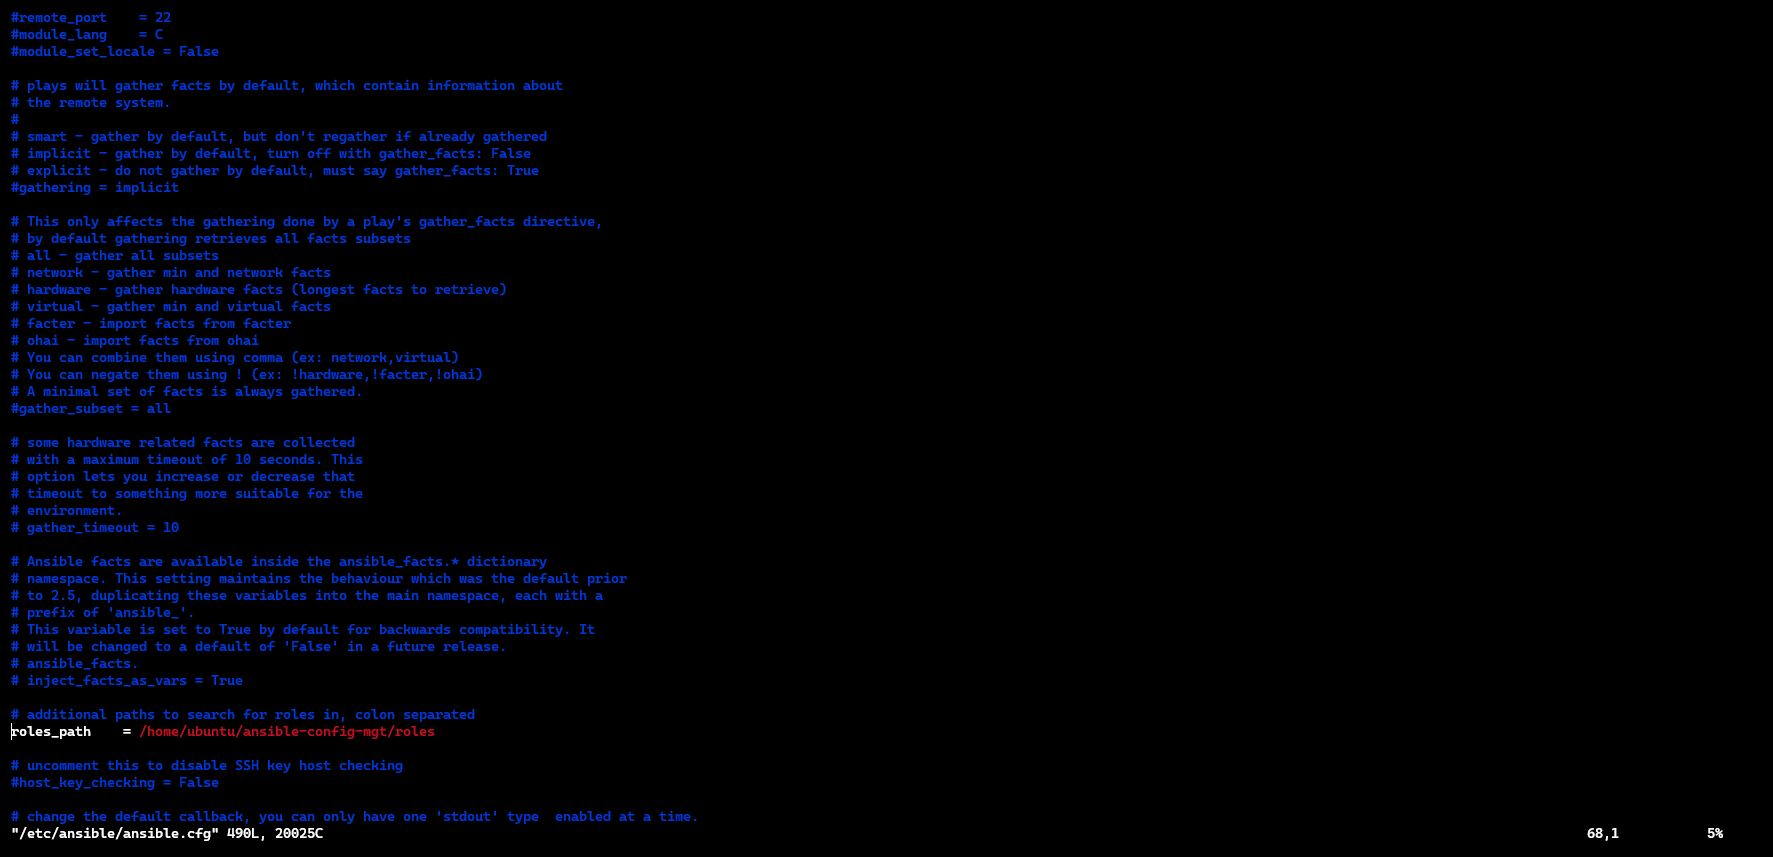 #remote_port    = 22
#module_lang    = C
#module_set_locale = False
# plays will gather facts by default, which contain information about
# the remote system.
#
# smart - gather by default, but don't regather if already gathered
# implicit - gather by default, turn off with gather_facts: False
# explicit - do not gather by default, must say gather_facts: True
#gathering = implicit
# This only affects the gathering done by a play's gather_facts directive,
# by default gathering retrieves all facts subsets
# all - gather all subsets
# network - gather min and network facts
# hardware - gather hardware facts (longest facts to retrieve)
# virtual - gather min and virtual facts
# facter - import facts from facter
# ohai - import facts from ohai
# You can combine them using comma (ex: network,virtual)
# You can negate them using ! (ex: !hardware,!facter,!ohai)
# A minimal set of facts is always gathered.
#gather_subset = all
# some hardware related facts are collected
# with a maximum timeout of 10 seconds. This
# option lets you increase or decrease that
# timeout to something more suitable for the
# environment.
# gather_timeout = 10
# Ansible facts are available inside the ansible_facts.* dictionary
# namespace. This setting maintains the behaviour which was the default prior
# to 2.5, duplicating these variables into the main namespace, each with a
# prefix of 'ansible_'.
# This variable is set to True by default for backwards compatibility. It
# will be changed to a default of 'False' in a future release.
# ansible_facts.
# inject_facts_as_vars = True
# additional paths to search for roles in, colon separated
roles_path    = /home/ubuntu/ansible-config-mgt/roles
# uncomment this to disable SSH key host checking
#host_key_checking = False
# change the default callback, you can only have one 'stdout' type  enabled at a time.
"/etc/ansible/ansible.cfg" 490L, 20025C 68,1 5%